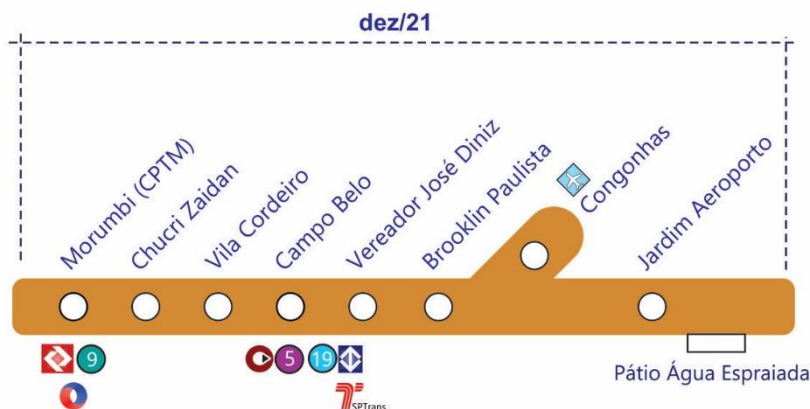 dez/21
Morumbi (CPTM)
Chucri Zaidan
Vila Cordeiro
Campo Belo
Vereador José Diniz
Brooklin Paulista
Congonhas
Jardim Aeroporto
9
5
19
SPTrans
Pátio Água Espraiada